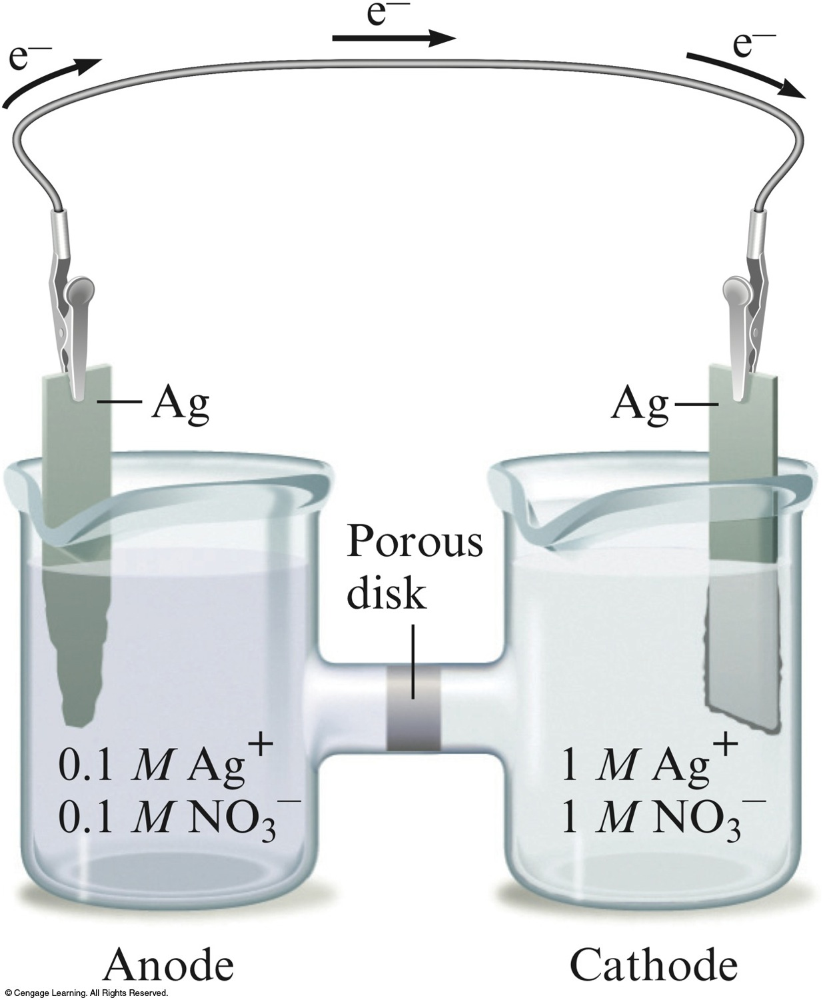 e⁻
e⁻
e⁻
Ag
Ag
Porous
disk
0.1 M Ag⁺
0.1 M NO₃⁻
1 M Ag⁺
1 M NO₃⁻
Anode
Cathode
© Cengage Learning. All Rights Reserved.